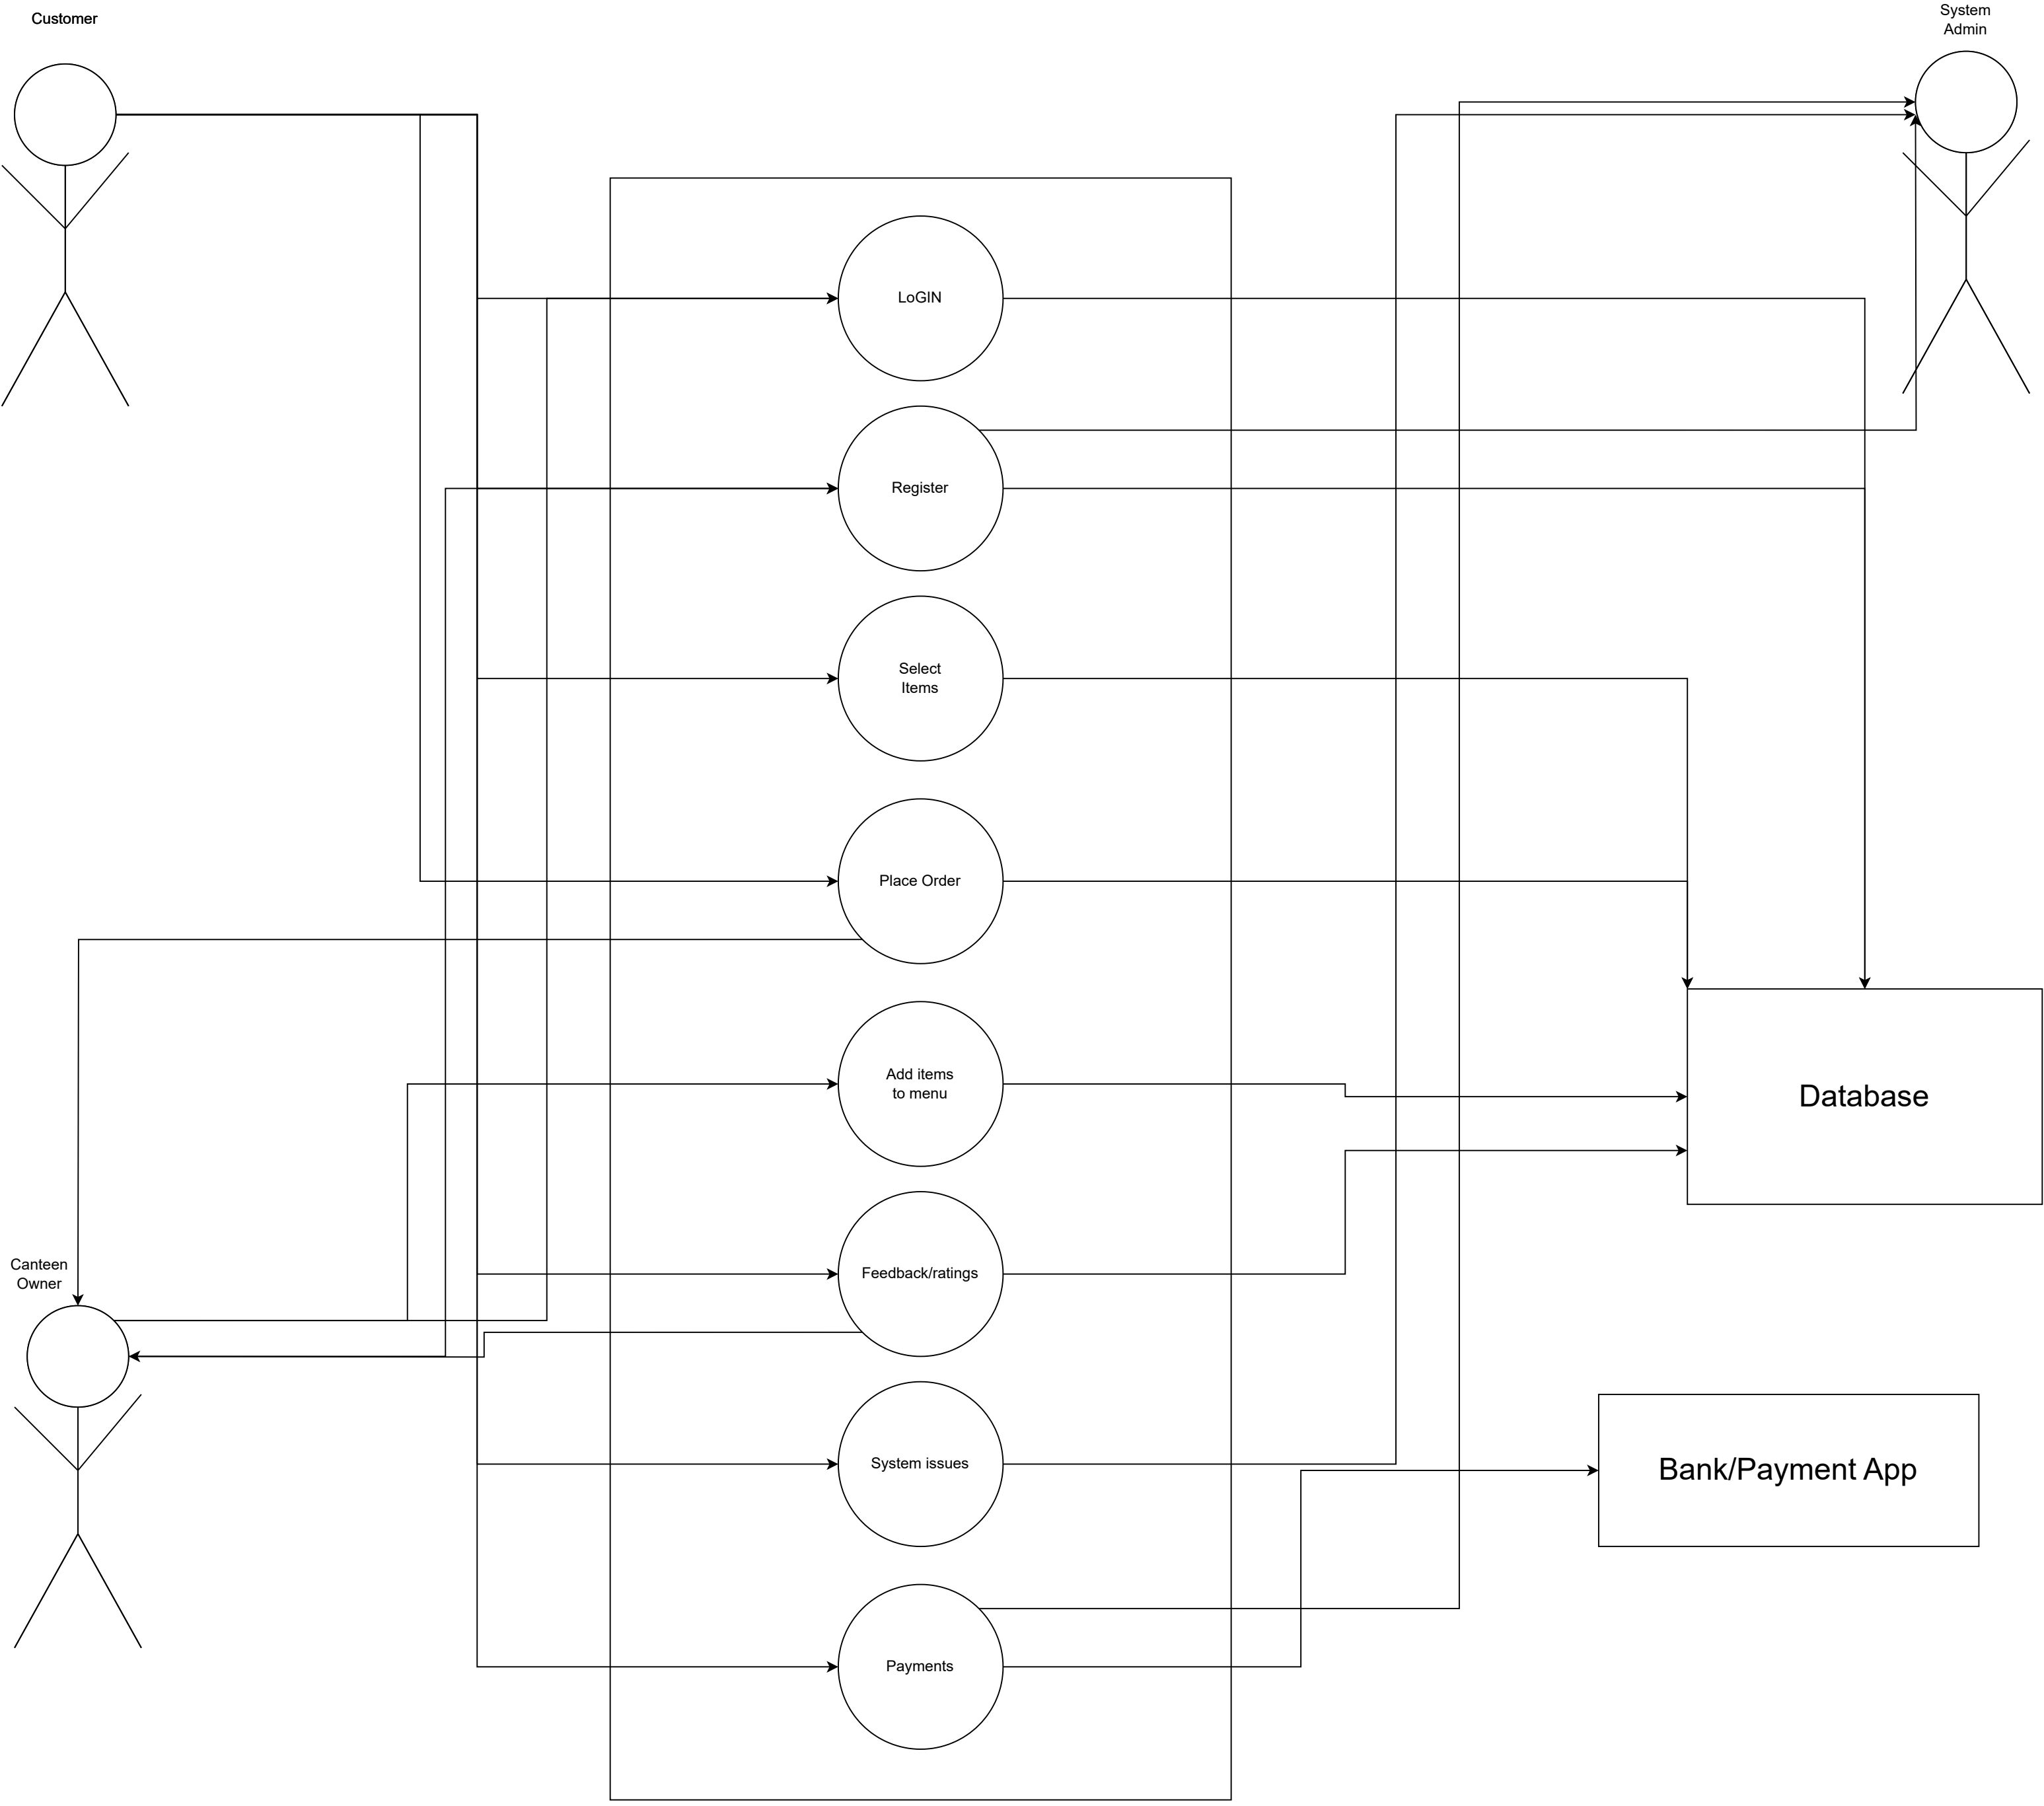 Customer
System
Admin
LoGIN
Register
Select
Items
Place Order
Add items
to menu
Database
Canteen
Owner
Feedback/ratings
System issues
Bank/Payment App
Payments